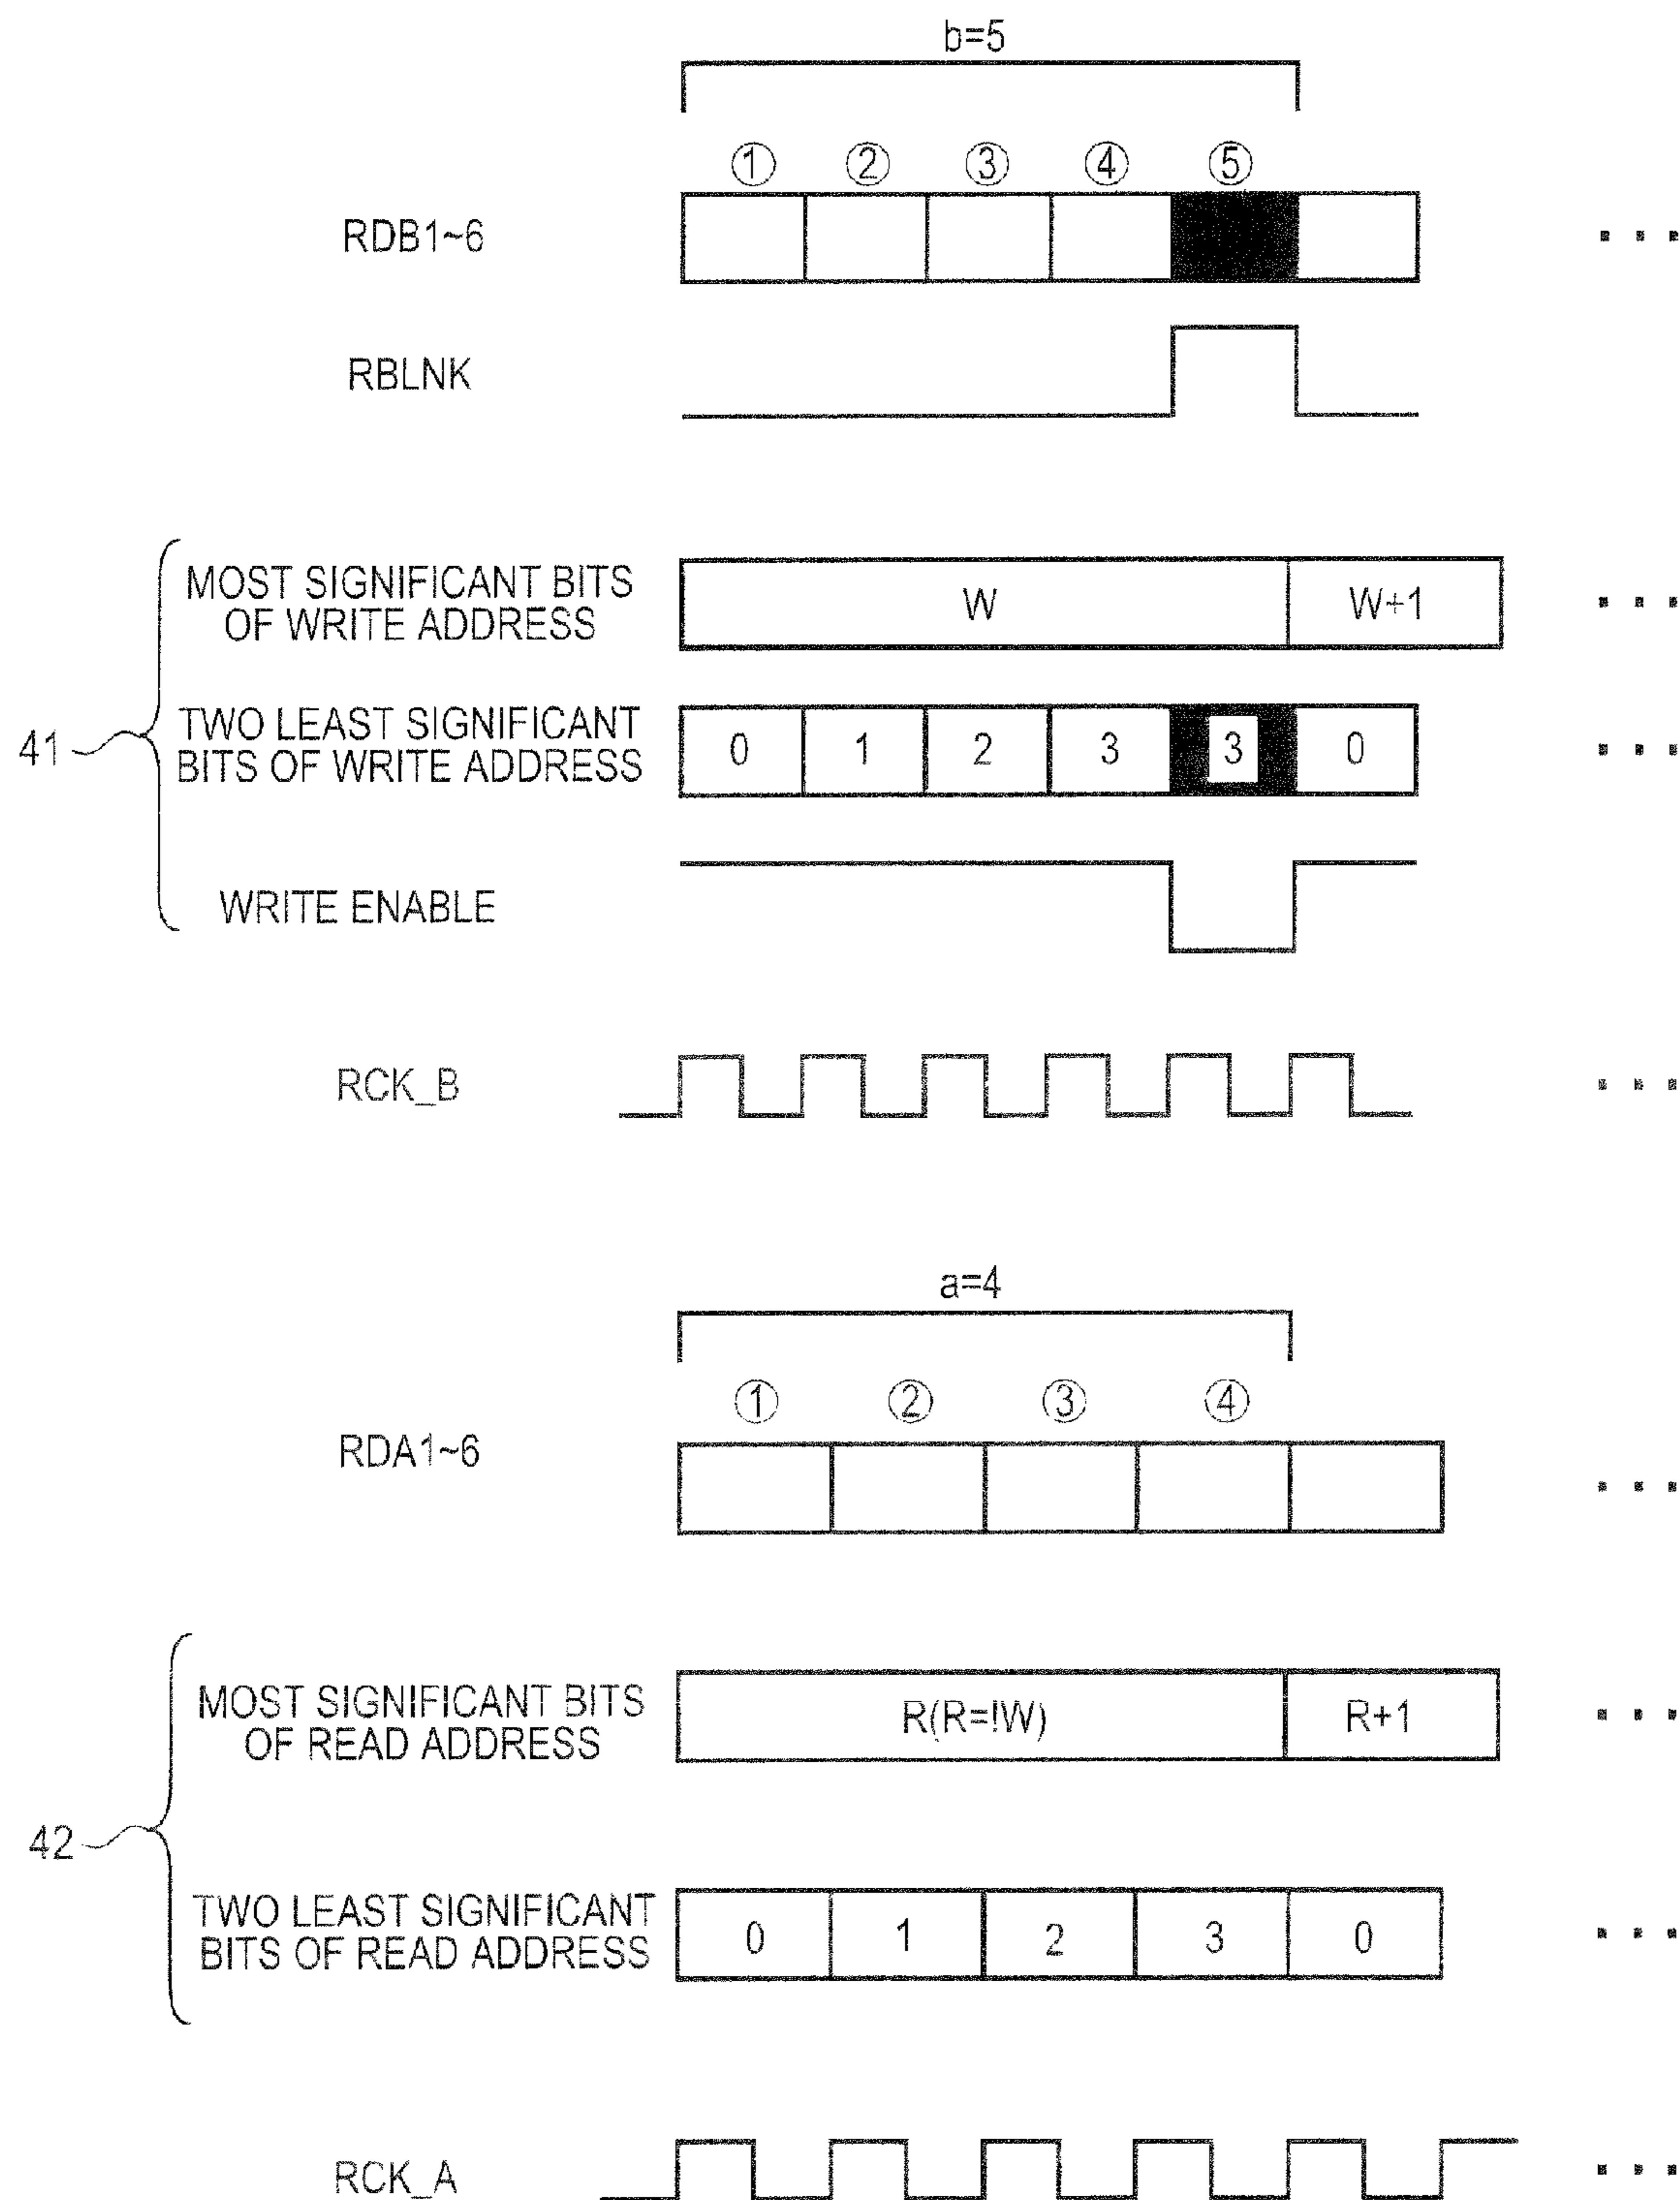 b=5
① ② ③ ④ ⑤
RDB1~6
RBLNK
MOST SIGNIFICANT BITS
OF WRITE ADDRESS
W W+1
41
TWO LEAST SIGNIFICANT
BITS OF WRITE ADDRESS
0 1 2 3 3 0
WRITE ENABLE
RCK_B
a=4
① ② ③ ④
RDA1~6
MOST SIGNIFICANT BITS
OF READ ADDRESS
R(R=!W) R+1
42
TWO LEAST SIGNIFICANT
BITS OF READ ADDRESS
0 1 2 3 0
RCK_A